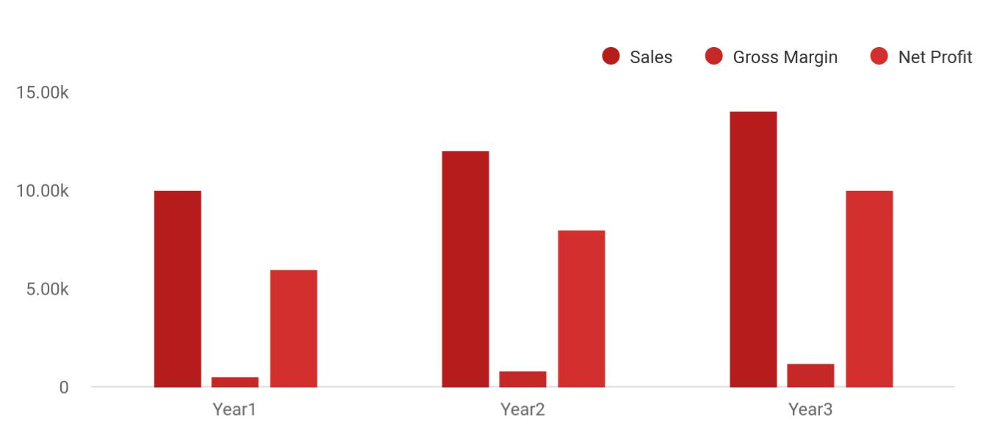 Sales Gross Margin Net Profit
15.00k
10.00k
5.00k
0
Year1 Year2 Year3